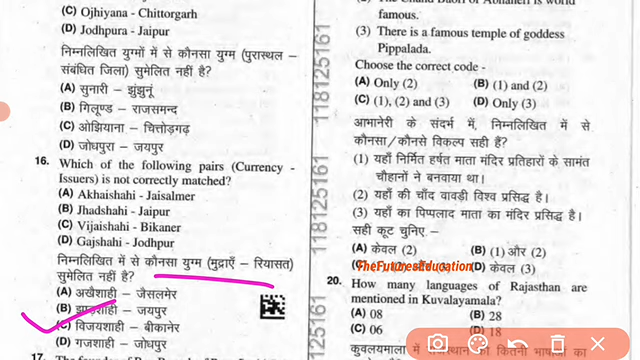 (C) Ojhiyana – Chittorgarh
(D) Jodhpura - Jaipur
निम्नलिखित युग्मों में से कौनसा युग्म (पुरास्थल –
संबंधित जिला) सुमेलित नहीं है?
(A) सुनारी – झुंझुनूं
(B) गिलूण्ड – राजसमन्द
(C) ओझियाना – चित्तोड़गढ़
(D) जोधपुरा – जयपुर
16. Which of the following pairs (Currency -
Issuers) is not correctly matched?
(A) Akhaishahi - Jaisalmer
(B) Jhadshahi - Jaipur
(C) Vijaishahi - Bikaner
(D) Gajshahi - Jodhpur
निम्नलिखित में से कौनसा युग्म (मुद्राएँ – रियासत)
सुमेलित नहीं है?
(A) अखैशाही – जैसलमेर
(B) झाड़शाही – जयपुर
(C) विजयशाही – बीकानेर
(D) गजशाही – जोधपुर
17.
118125161 118125161 118125161
famous.
(3) There is a famous temple of goddess
Pippalada.
Choose the correct code -
(A) Only (2) (B) (1) and (2)
(C) (1), (2) and (3) (D) Only (3)
आभानेरी के संदर्भ में, निम्नलिखित में से
कौनसा/कौनसे विकल्प सही हैं?
(1) यहाँ निर्मित हर्षत माता मंदिर प्रतिहारों के सामंत
चौहानों ने बनवाया था।
(2) यहाँ की चाँद वावड़ी विश्व प्रसिद्ध है।
(3) यहाँ का पिप्पलाद माता का मंदिर प्रसिद्ध है।
सही कूट चुनिए –
(A) केवल (2) (B) (1) और (2)
(D) केवल (3)
TheFuturesEducation
20. How many languages of Rajasthan are
mentioned in Kuvalayamala?
(A) 08 (B) 28
(C) 06 (D) 18